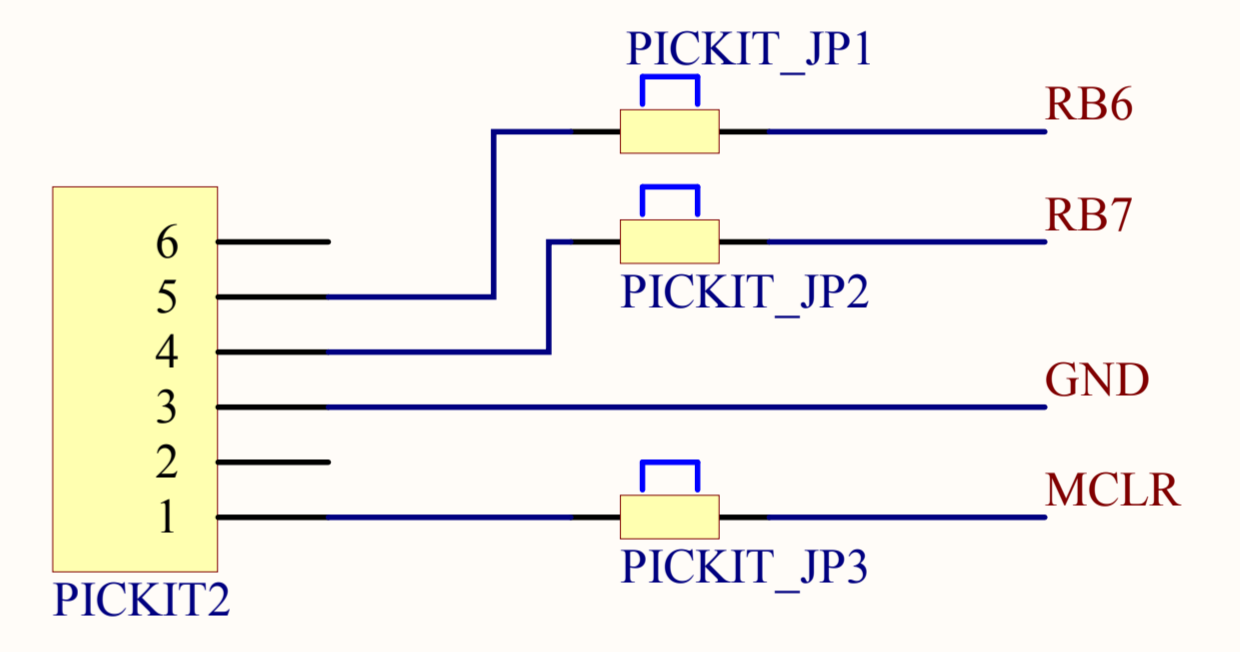 PICKIT_JP1
RB6
RB7
6
5
PICKIT_JP2
4
GND
3
2
MCLR
1
PICKIT_JP3
PICKIT2